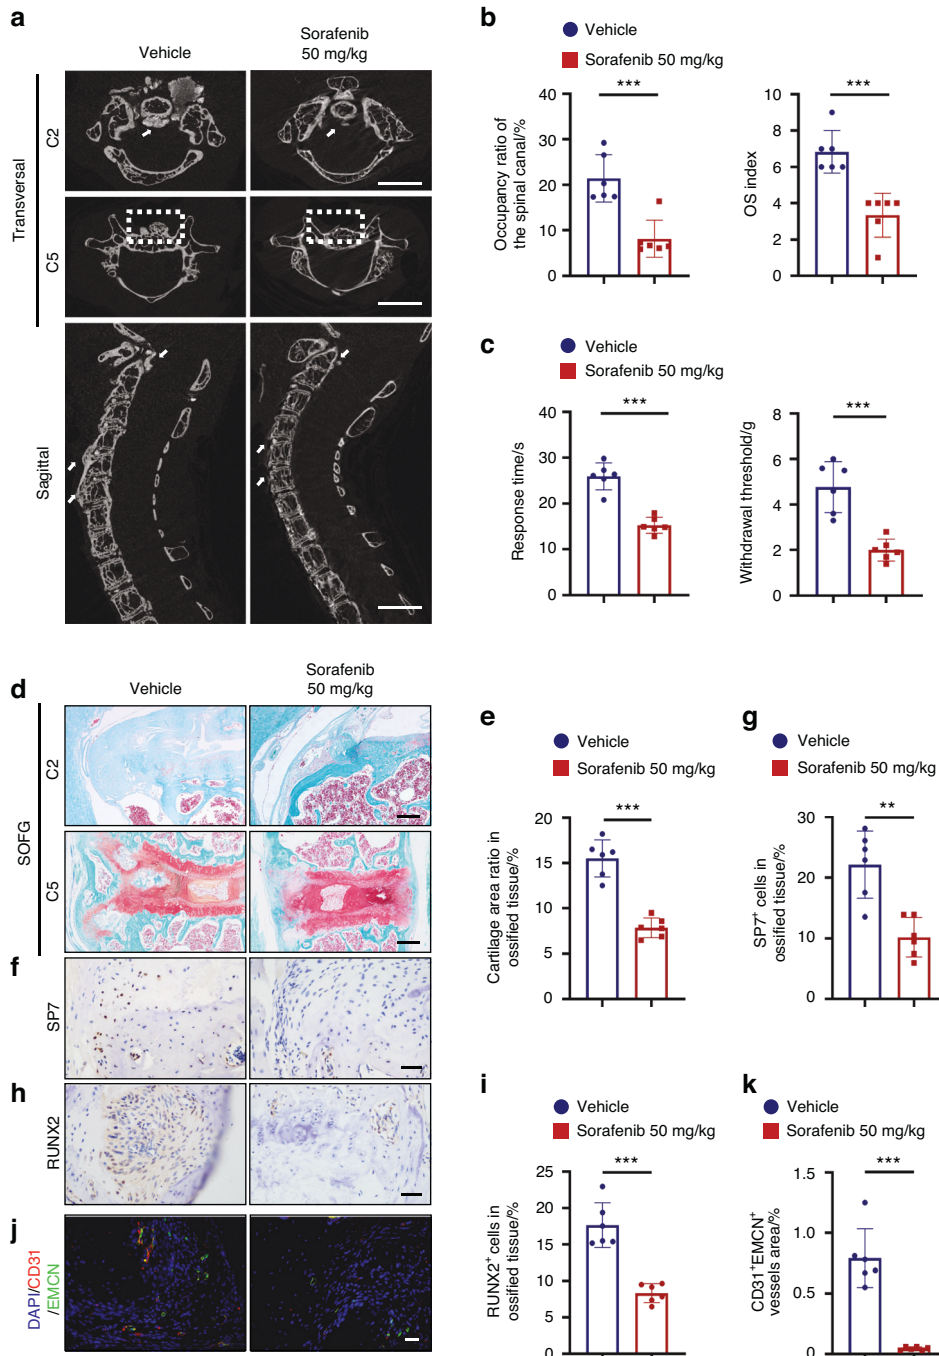 a
Vehicle
Sorafenib
50 mg/kg
Transversal
C2
C5
Sagittal
b
Vehicle
Sorafenib 50 mg/kg
Occupancy ratio of
the spinal canal/%
40
30
20
10
0
***
OS index
10
8
6
4
2
0
***
c
Vehicle
Sorafenib 50 mg/kg
Response time/s
40
30
20
10
0
***
Withdrawal threshold/g
8
6
4
2
0
***
d
Vehicle
Sorafenib
50 mg/kg
SOFG
C2
C5
e
Vehicle
Sorafenib 50 mg/kg
Cartilage area ratio in
ossified tissue/%
20
15
10
5
0
***
f
SP7
g
Vehicle
Sorafenib 50 mg/kg
SP7+ cells in
ossified tissue/%
30
20
10
0
**
h
RUNX2
i
Vehicle
Sorafenib 50 mg/kg
RUNX2+ cells in
ossified tissue/%
25
20
15
10
5
0
***
j
DAPI/CD31
/EMCN
k
Vehicle
Sorafenib 50 mg/kg
CD31+EMCN+
vessels area/%
1.5
1.0
0.5
0
***